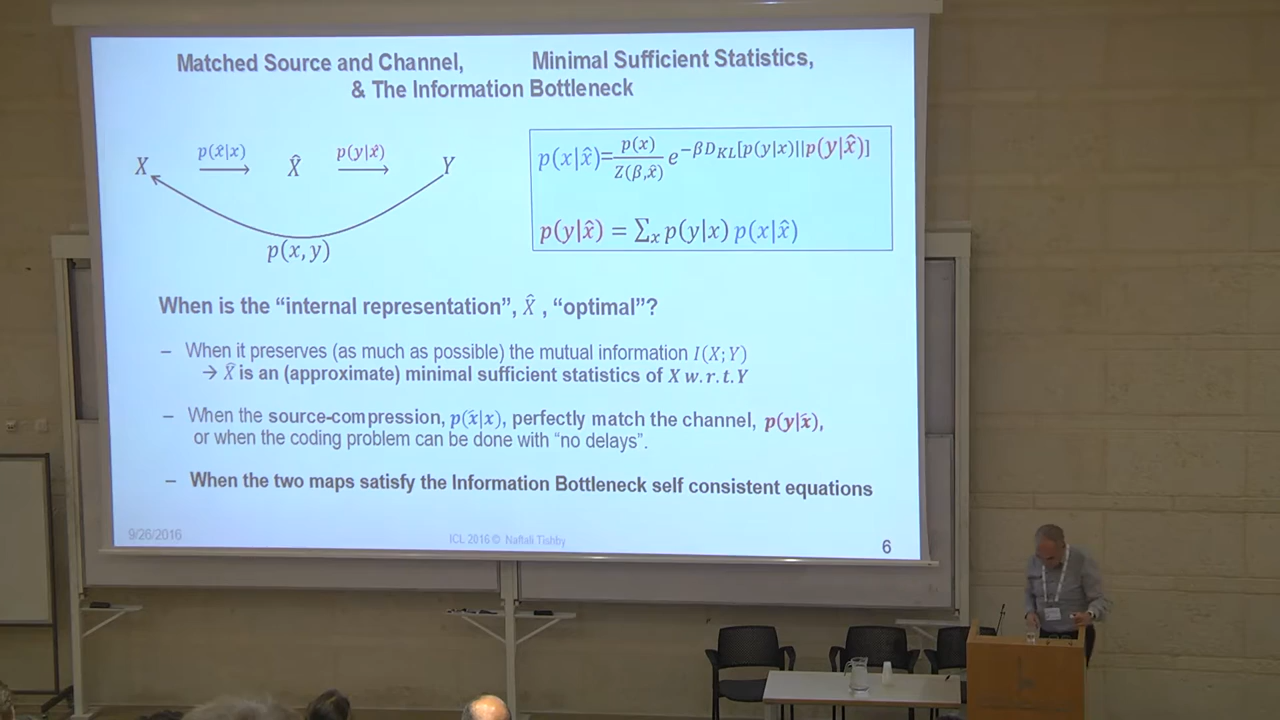 Matched Source and Channel, Minimal Sufficient Statistics,
& The Information Bottleneck
X p(x̂|x) X̂ p(y|x̂) Y
p(x,y)
p(x|x̂)=p(x)/Z(β,x̂) e^{-βD_{KL}[p(y|x)||p(y|x̂)]}
p(y|x̂) = ∑ₓ p(y|x) p(x|x̂)
When is the “internal representation”, X̂ , “optimal”?
– When it preserves (as much as possible) the mutual information I(X;Y)
→ X̂ is an (approximate) minimal sufficient statistics of X w.r.t.Y
– When the source-compression, p(x̂|x), perfectly match the channel, p(y|x̂),
or when the coding problem can be done with “no delays”.
– When the two maps satisfy the Information Bottleneck self consistent equations
9/26/2016 ICL 2016 © Naftali Tishby 6